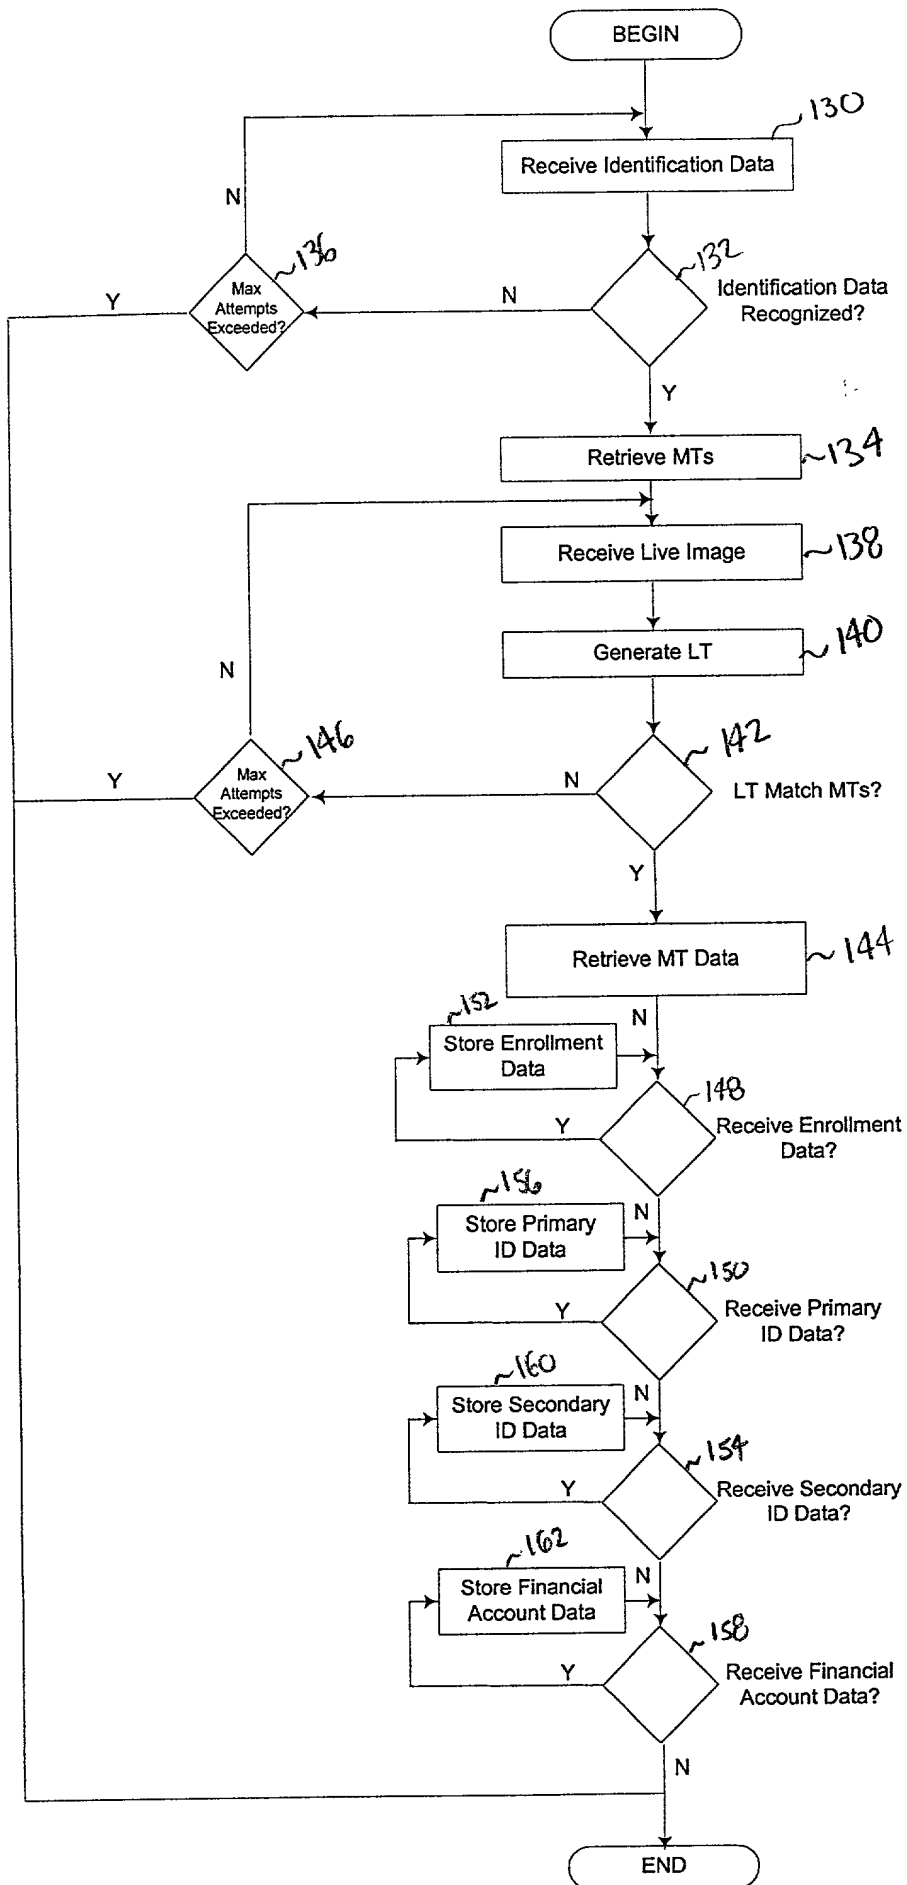 BEGIN
130
Receive Identification Data
N
136
132
Y
Max
Attempts
Exceeded?
N
Identification Data
Recognized?
Y
Retrieve MTs
134
Receive Live Image
138
Generate LT
140
N
146
142
Y
Max
Attempts
Exceeded?
N
LT Match MTs?
Y
Retrieve MT Data
144
152
N
Store Enrollment
Data
148
Y
Receive Enrollment
Data?
156
N
Store Primary
ID Data
150
Y
Receive Primary
ID Data?
160
N
Store Secondary
ID Data
154
Y
Receive Secondary
ID Data?
162
N
Store Financial
Account Data
158
Y
Receive Financial
Account Data?
N
END